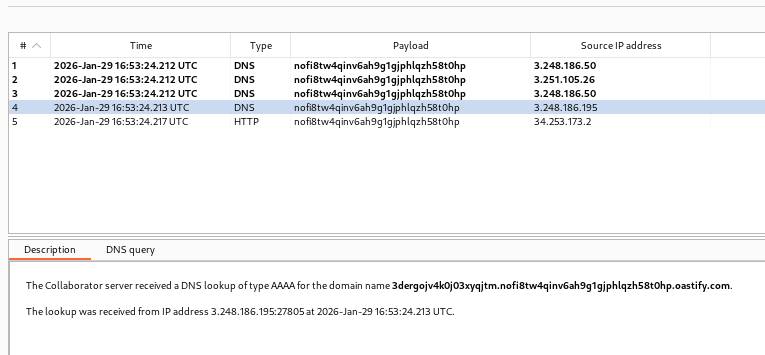 # Time Type Payload Source IP address
1 2026-Jan-29 16:53:24.212 UTC DNS nofi8tw4qinv6ah9g1gjphlqzh58t0hp 3.248.186.50
2 2026-Jan-29 16:53:24.212 UTC DNS nofi8tw4qinv6ah9g1gjphlqzh58t0hp 3.251.105.26
3 2026-Jan-29 16:53:24.212 UTC DNS nofi8tw4qinv6ah9g1gjphlqzh58t0hp 3.248.186.50
4 2026-Jan-29 16:53:24.213 UTC DNS nofi8tw4qinv6ah9g1gjphlqzh58t0hp 3.248.186.195
5 2026-Jan-29 16:53:24.217 UTC HTTP nofi8tw4qinv6ah9g1gjphlqzh58t0hp 34.253.173.2
Description DNS query
The Collaborator server received a DNS lookup of type AAAA for the domain name 3dergojv4k0j03xyqjtm.nofi8tw4qinv6ah9g1gjphlqzh58t0hp.oastify.com.
The lookup was received from IP address 3.248.186.195:27805 at 2026-Jan-29 16:53:24.213 UTC.